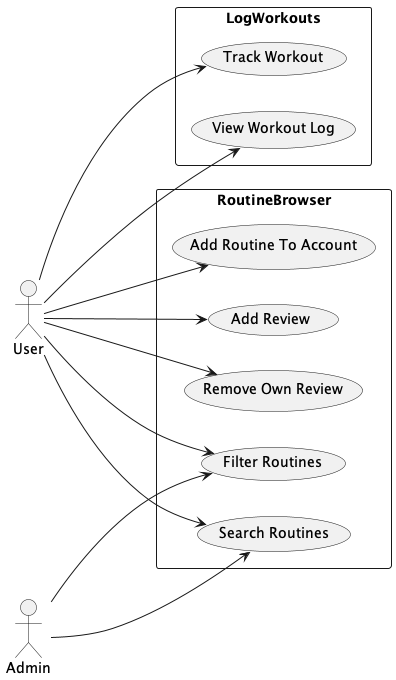 LogWorkouts
Track Workout
View Workout Log
RoutineBrowser
Add Routine To Account
Add Review
Remove Own Review
Filter Routines
Search Routines
User
Admin